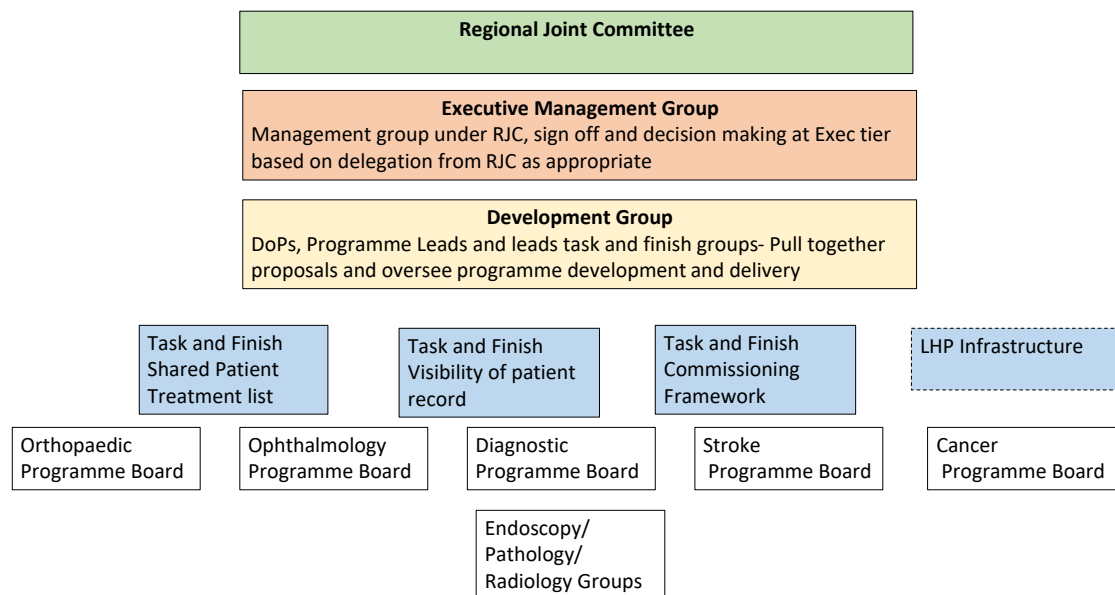 Regional Joint Committee
Executive Management Group
Management group under RJC, sign off and decision making at Exec tier
based on delegation from RJC as appropriate
Development Group
DoPs, Programme Leads and leads task and finish groups- Pull together
proposals and oversee programme development and delivery
Task and Finish
Shared Patient
Treatment list
Task and Finish
Visibility of patient
record
Task and Finish
Commissioning
Framework
LHP Infrastructure
Orthopaedic
Programme Board
Ophthalmology
Programme Board
Diagnostic
Programme Board
Stroke
Programme Board
Cancer
Programme Board
Endoscopy/
Pathology/
Radiology Groups